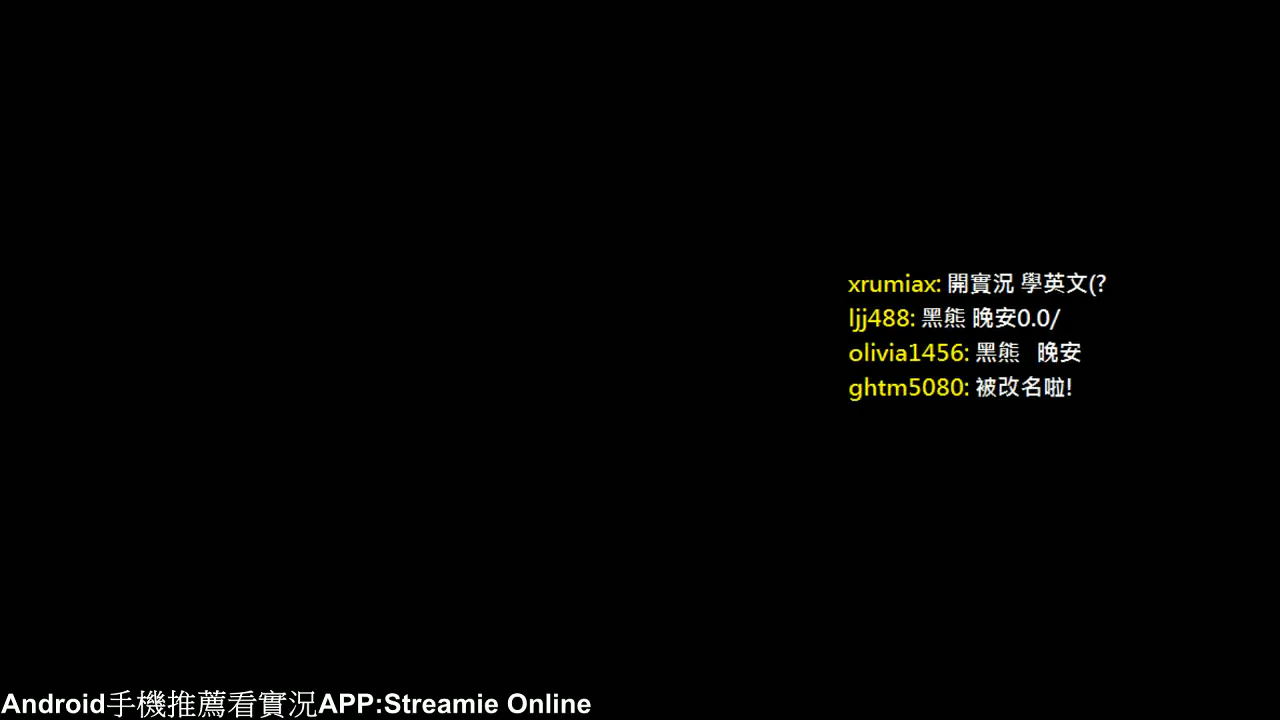 xrumiax: 開實況 學英文(?
ljj488: 黑熊 晚安0.0/
olivia1456: 黑熊 晚安
ghtm5080: 被改名啦!
Android手機推薦看實況APP:Streamie Online